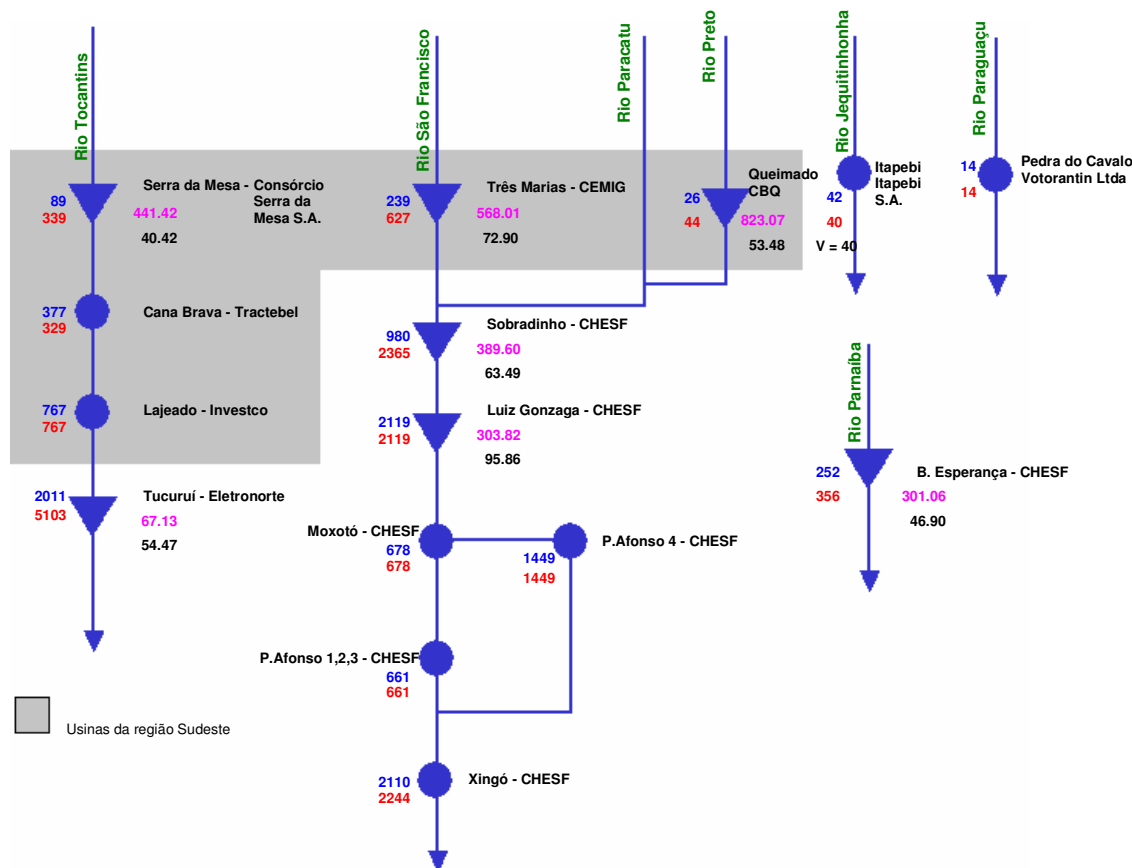 Rio Tocantins
89
339
Serra da Mesa - Consórcio
Serra da
Mesa S.A.
441.42
40.42
377
329
Cana Brava - Tractebel
767
767
Lajeado - Investco
2011
5103
Tucuruí - Eletronorte
67.13
54.47
Usinas da região Sudeste
Rio São Francisco
239
627
Três Marias - CEMIG
568.01
72.90
Rio Paracatu
Rio Preto
26
44
Queimado
CBQ
823.07
53.48
980
2365
Sobradinho - CHESF
389.60
63.49
2119
2119
Luiz Gonzaga - CHESF
303.82
95.86
Moxotó - CHESF
678
678
P.Afonso 4 - CHESF
1449
1449
P.Afonso 1,2,3 - CHESF
661
661
2110
2244
Xingó - CHESF
Rio Jequitinhonha
Itapebi
Itapebi
S.A.
42
40
V = 40
Rio Paraguaçu
14
14
Pedra do Cavalo
Votorantin Ltda
Rio Parnaíba
252
356
B. Esperança - CHESF
301.06
46.90